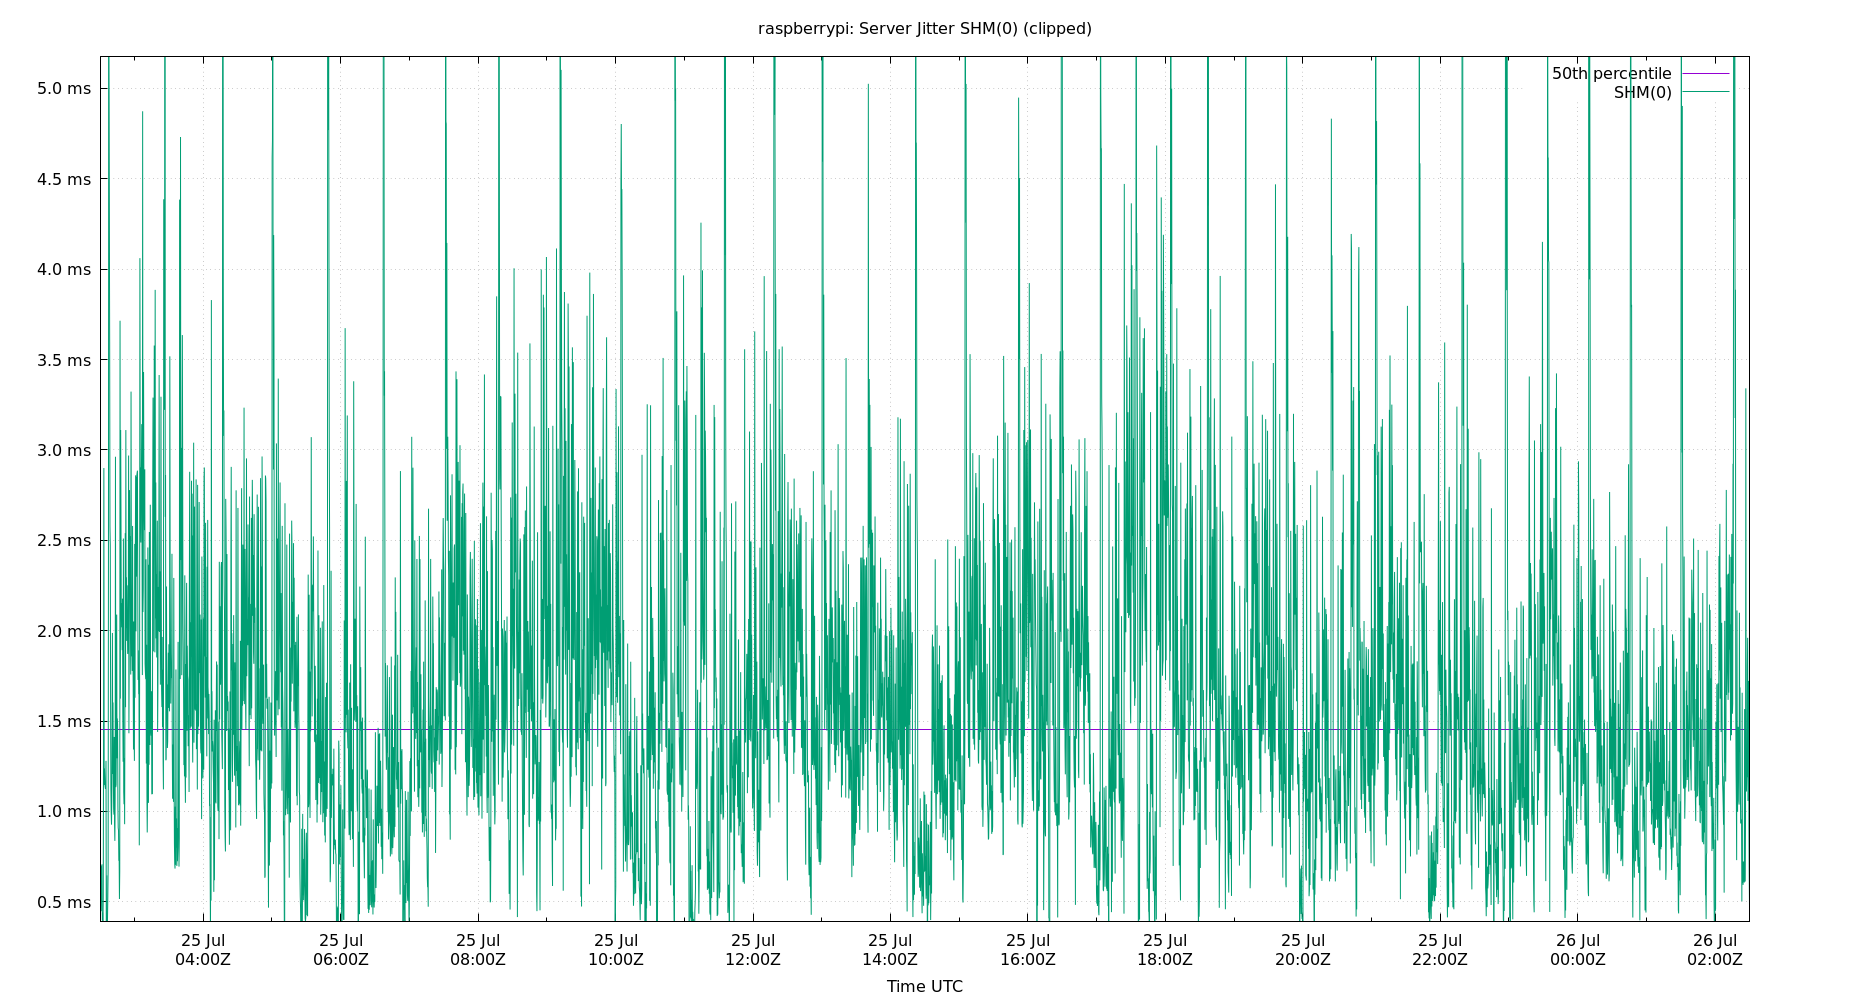 raspberrypi: Server Jitter SHM(0) (clipped)
50th percentile
SHM(0)
5.0 ms
4.5 ms
4.0 ms
3.5 ms
3.0 ms
2.5 ms
2.0 ms
1.5 ms
1.0 ms
0.5 ms
25 Jul 25 Jul 25 Jul 25 Jul 25 Jul 25 Jul 25 Jul 25 Jul 25 Jul 25 Jul 26 Jul 26 Jul
04:00Z 06:00Z 08:00Z 10:00Z 12:00Z 14:00Z 16:00Z 18:00Z 20:00Z 22:00Z 00:00Z 02:00Z
Time UTC